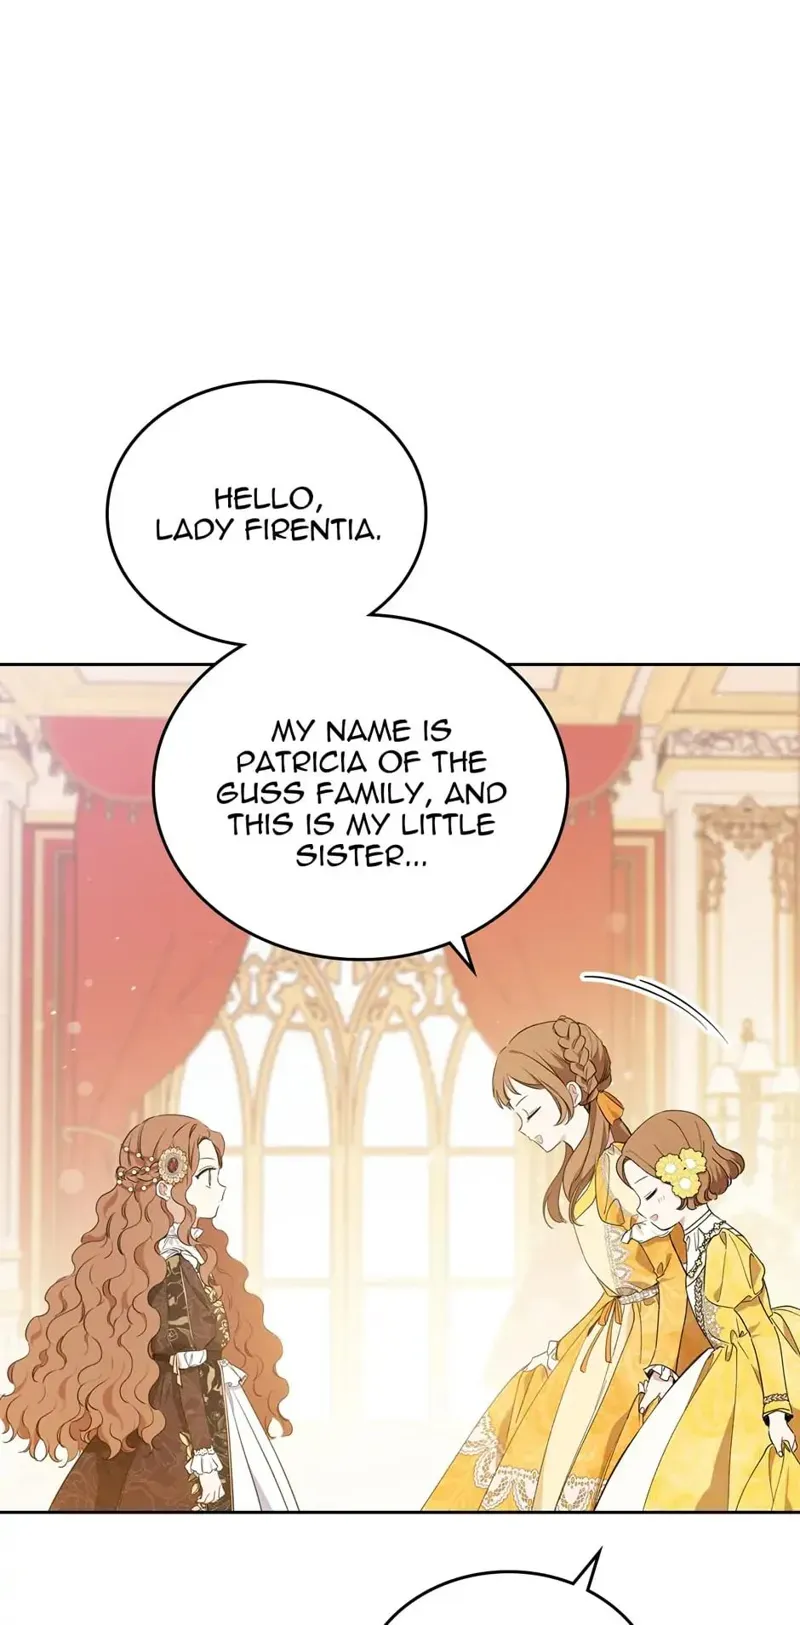 HELLO,
LADY FIRENTIA.
MY NAME IS
PATRICIA OF THE
GUSS FAMILY, AND
THIS IS MY LITTLE
SISTER...